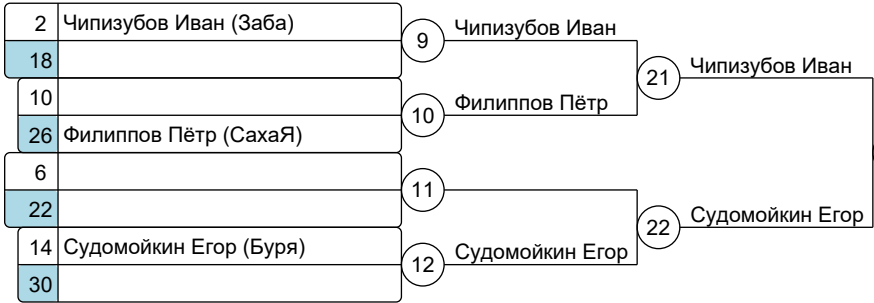 2 Чипизубов Иван (Заба)
18
9 Чипизубов Иван
10
26 Филиппов Пётр (СахаЯ)
10 Филиппов Пётр
21 Чипизубов Иван
6
22
11
14 Судомойкин Егор (Буря)
30
12 Судомойкин Егор
22 Судомойкин Егор